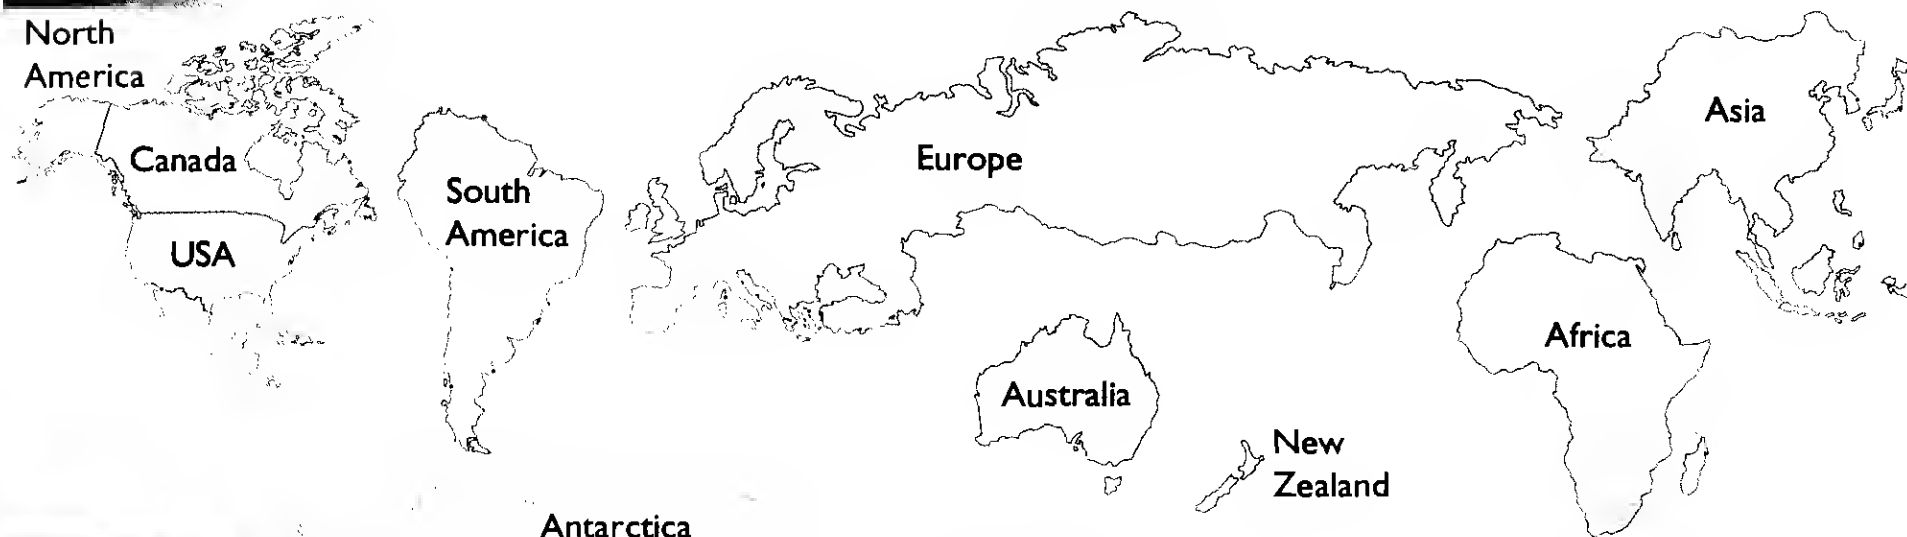 North
America
Canada
USA
South
America
Europe
Asia
Africa
Australia
New
Zealand
Antarctica